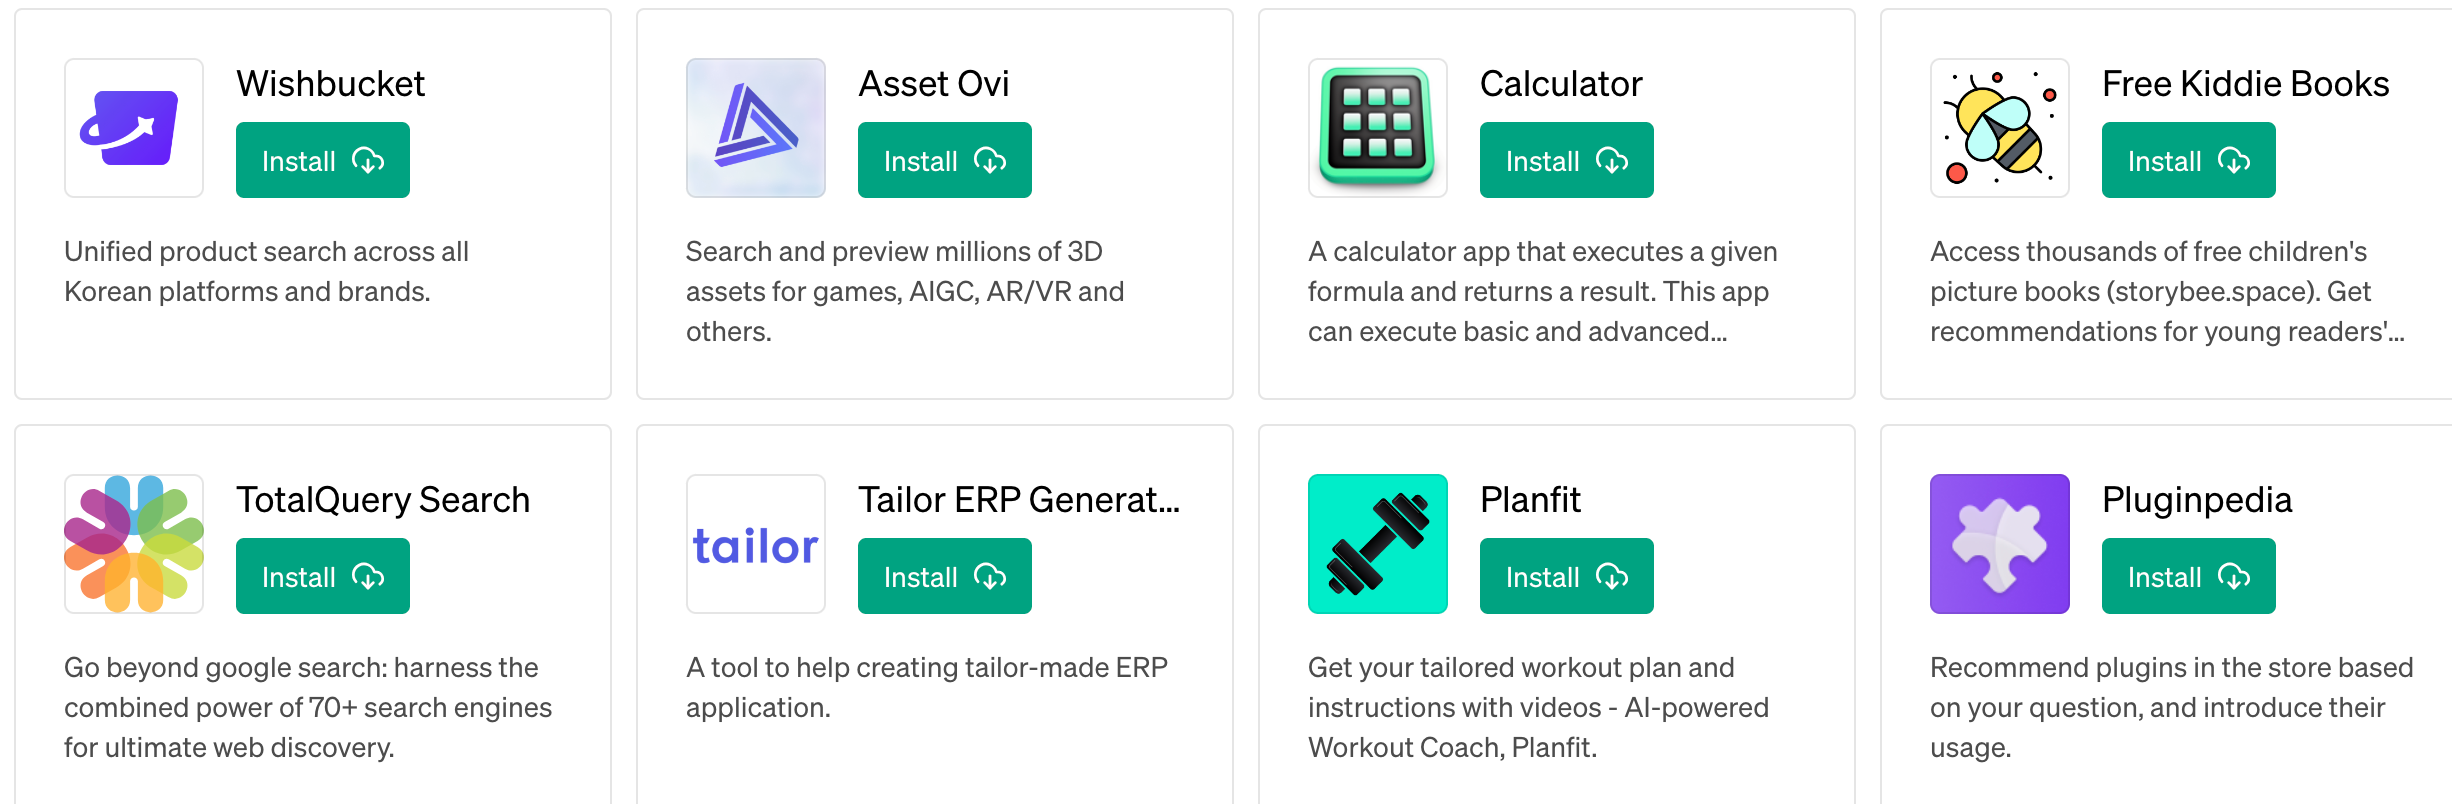 Wishbucket
Install
Unified product search across all
Korean platforms and brands.
Asset Ovi
Install
Search and preview millions of 3D
assets for games, AIGC, AR/VR and
others.
Calculator
Install
A calculator app that executes a given
formula and returns a result. This app
can execute basic and advanced...
Free Kiddie Books
Install
Access thousands of free children's
picture books (storybee.space). Get
recommendations for young readers'...
TotalQuery Search
Install
Go beyond google search: harness the
combined power of 70+ search engines
for ultimate web discovery.
tailor
Tailor ERP Generat...
Install
A tool to help creating tailor-made ERP
application.
Planfit
Install
Get your tailored workout plan and
instructions with videos - AI-powered
Workout Coach, Planfit.
Pluginpedia
Install
Recommend plugins in the store based
on your question, and introduce their
usage.